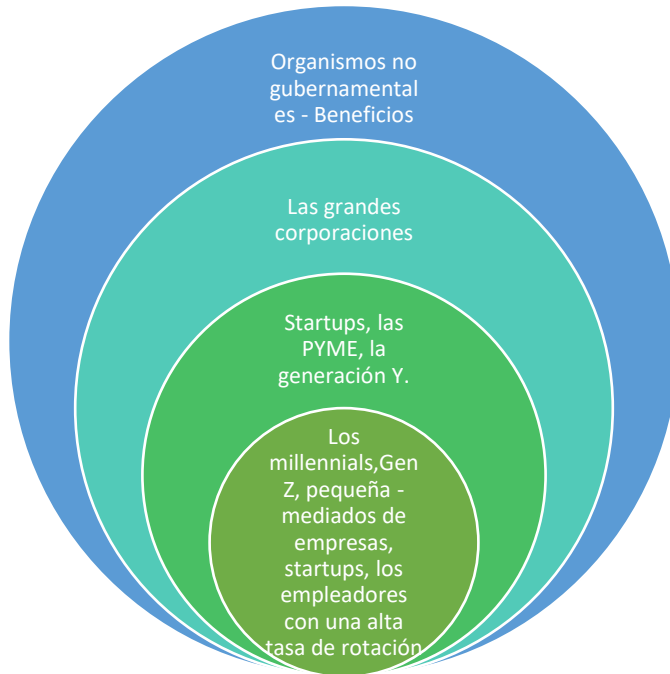 Organismos no
gubernamental
es - Beneficios
Las grandes
corporaciones
Startups, las
PYME, la
generación Y.
Los
millennials,Gen
Z, pequeña -
mediados de
empresas,
startups, los
empleadores
con una alta
tasa de rotación